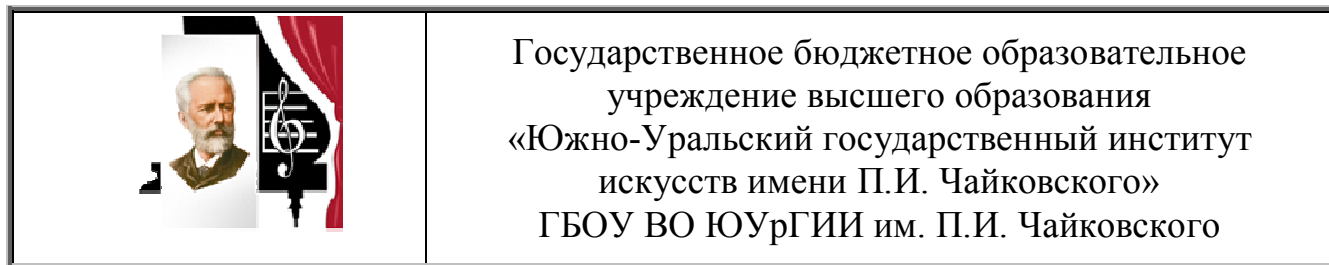 Государственное бюджетное образовательное
учреждение высшего образования
«Южно-Уральский государственный институт
искусств имени П.И. Чайковского»
ГБОУ ВО ЮУрГИИ им. П.И. Чайковского